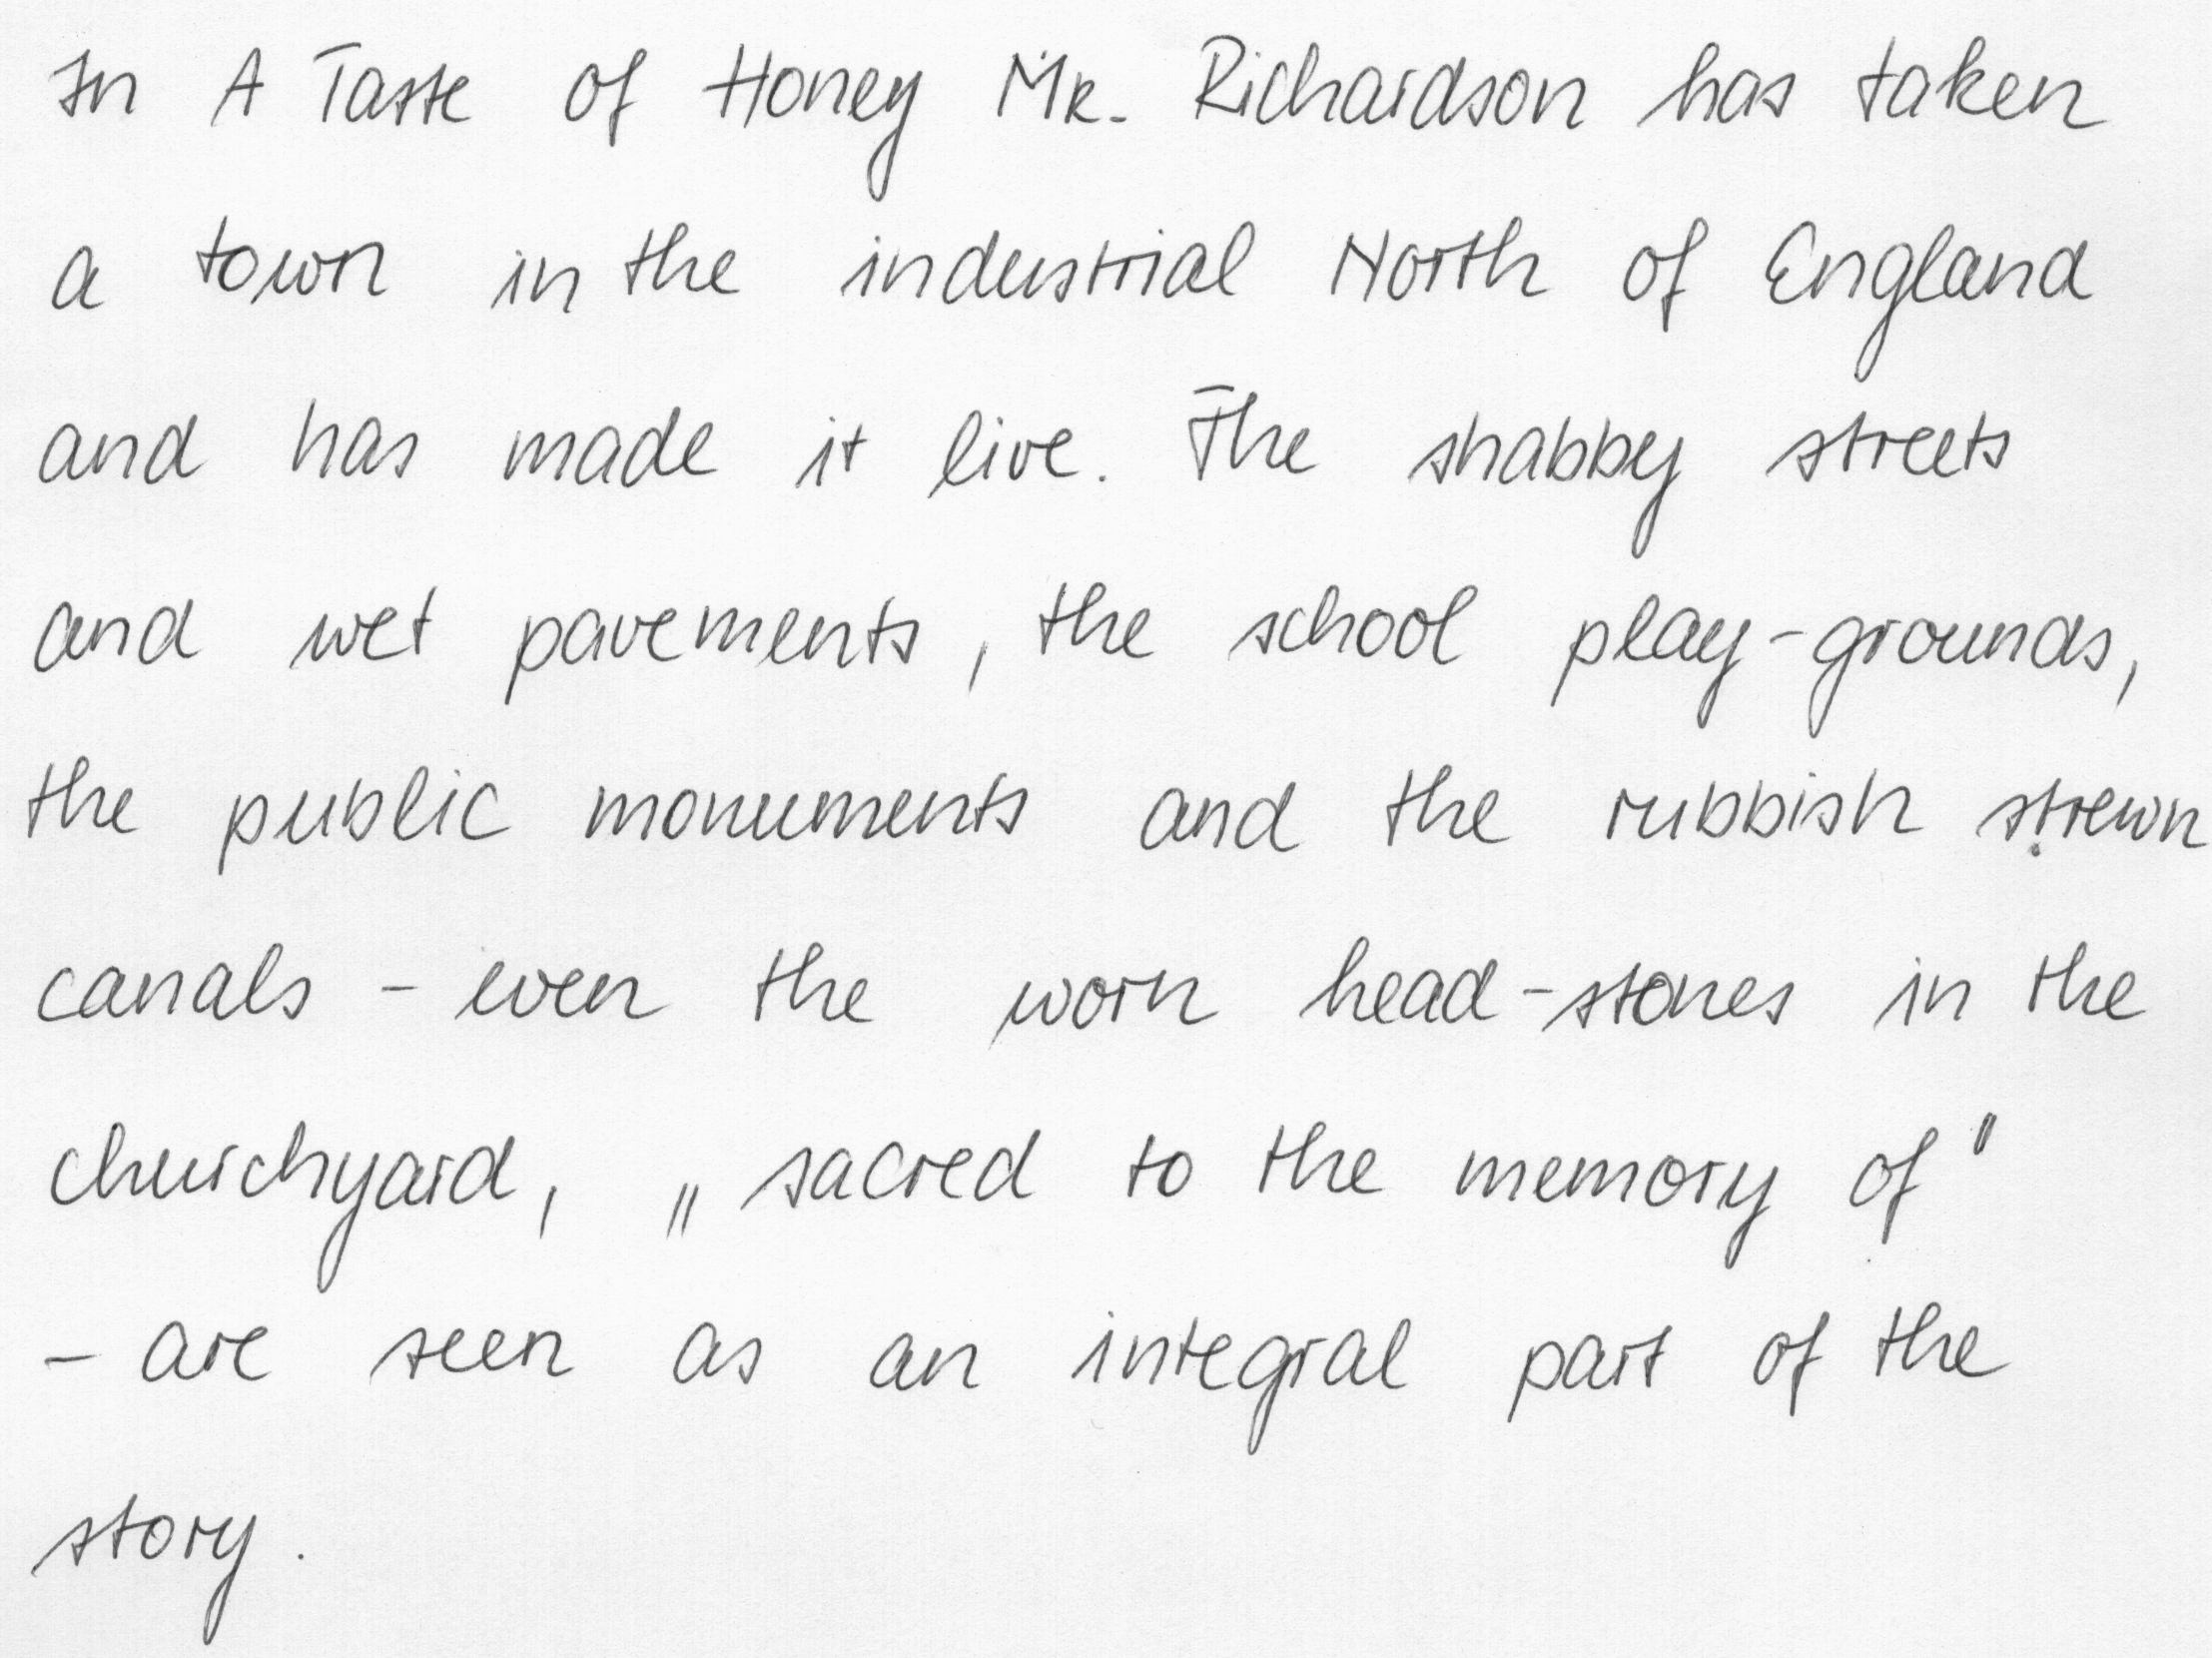 In A Taste of Honey Mr. Richardson has taken
a town in the industrial North of England
and has made it live. The shabby streets
and wet pavements, the school play-grounds,
the public monuments and the rubbish strewn
canals - even the worn head-stones in the
churchyard, „sacred to the memory of"
- are seen as an integral part of the
story.